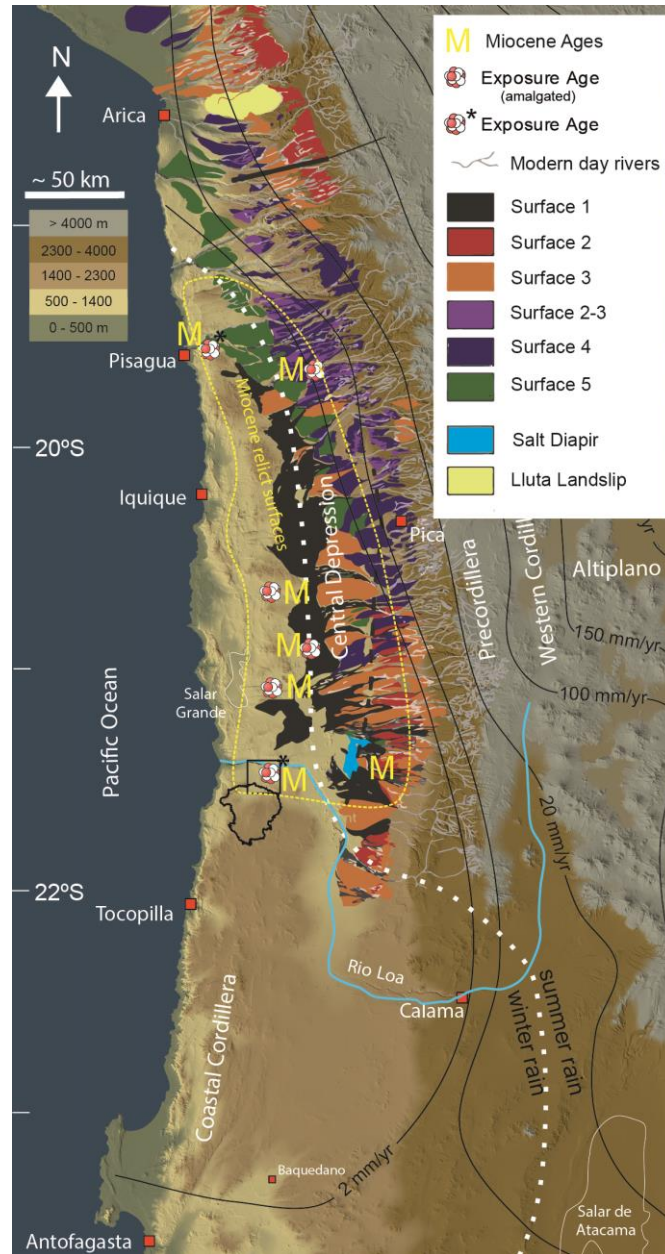 M Miocene Ages
Exposure Age
(amalgated)
* Exposure Age
Modern day rivers
Surface 1
Surface 2
Surface 3
Surface 2-3
Surface 4
Surface 5
Salt Diapir
Lluta Landslip
N
~ 50 km
> 4000 m
2300 - 4000
1400 - 2300
500 - 1400
0 - 500 m
Arica
M
*
Pisagua
M
Miocene relict surfaces
20ºS
Iquique
Central Depression
Pica
Precordillera
Western Cordillera
Altiplano
M
150 mm/yr
M
100 mm/yr
M
Salar
Grande
Pacific Ocean
M
*
M
20 mm/yr
22ºS
Tocopilla
Rio Loa
Calama
summer rain
winter rain
Coastal Cordillera
2 mm/yr
Baquedano
Salar de
Atacama
Antofagasta